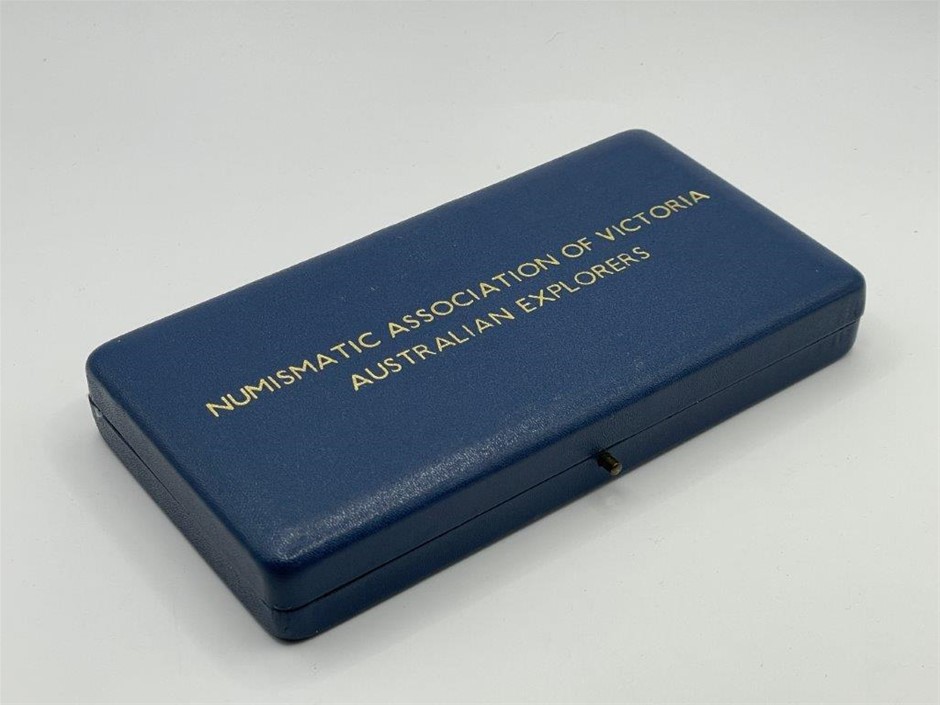 NUMISMATIC ASSOCIATION OF VICTORIA
AUSTRALIAN EXPLORERS